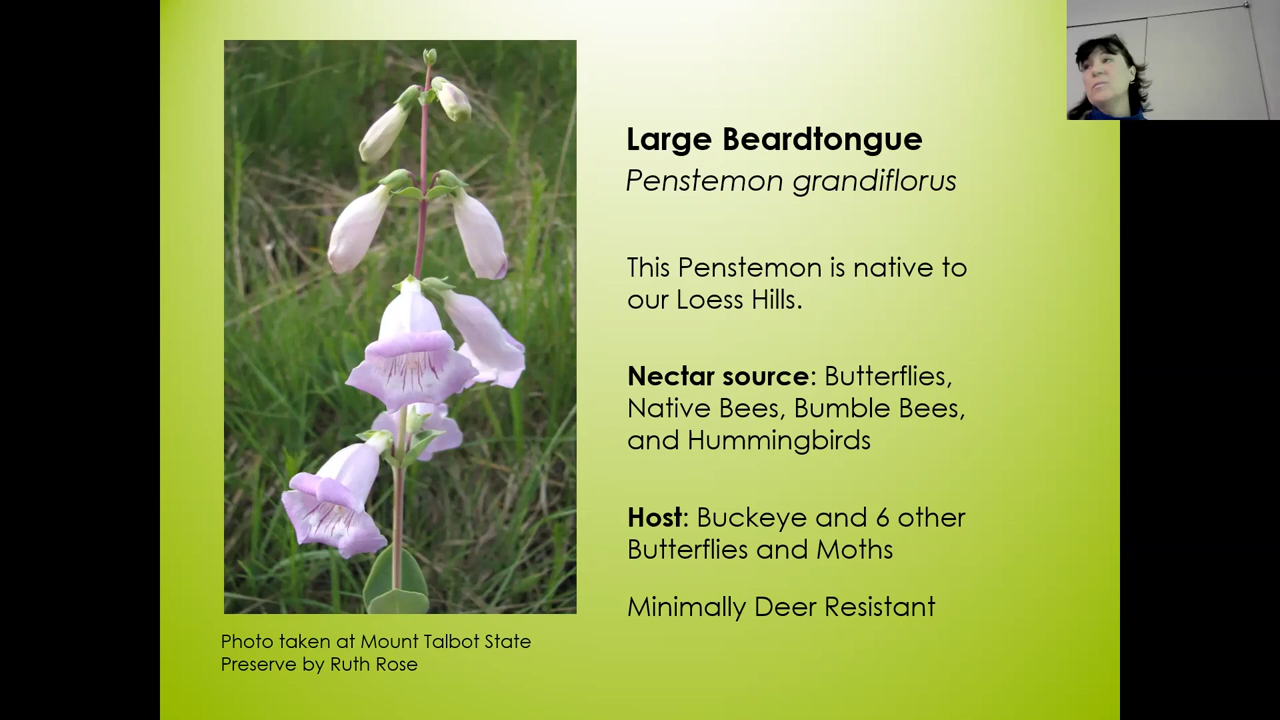 Large Beardtongue
Penstemon grandiflorus
This Penstemon is native to
our Loess Hills.
Nectar source: Butterflies,
Native Bees, Bumble Bees,
and Hummingbirds
Host: Buckeye and 6 other
Butterflies and Moths
Minimally Deer Resistant
Photo taken at Mount Talbot State
Preserve by Ruth Rose